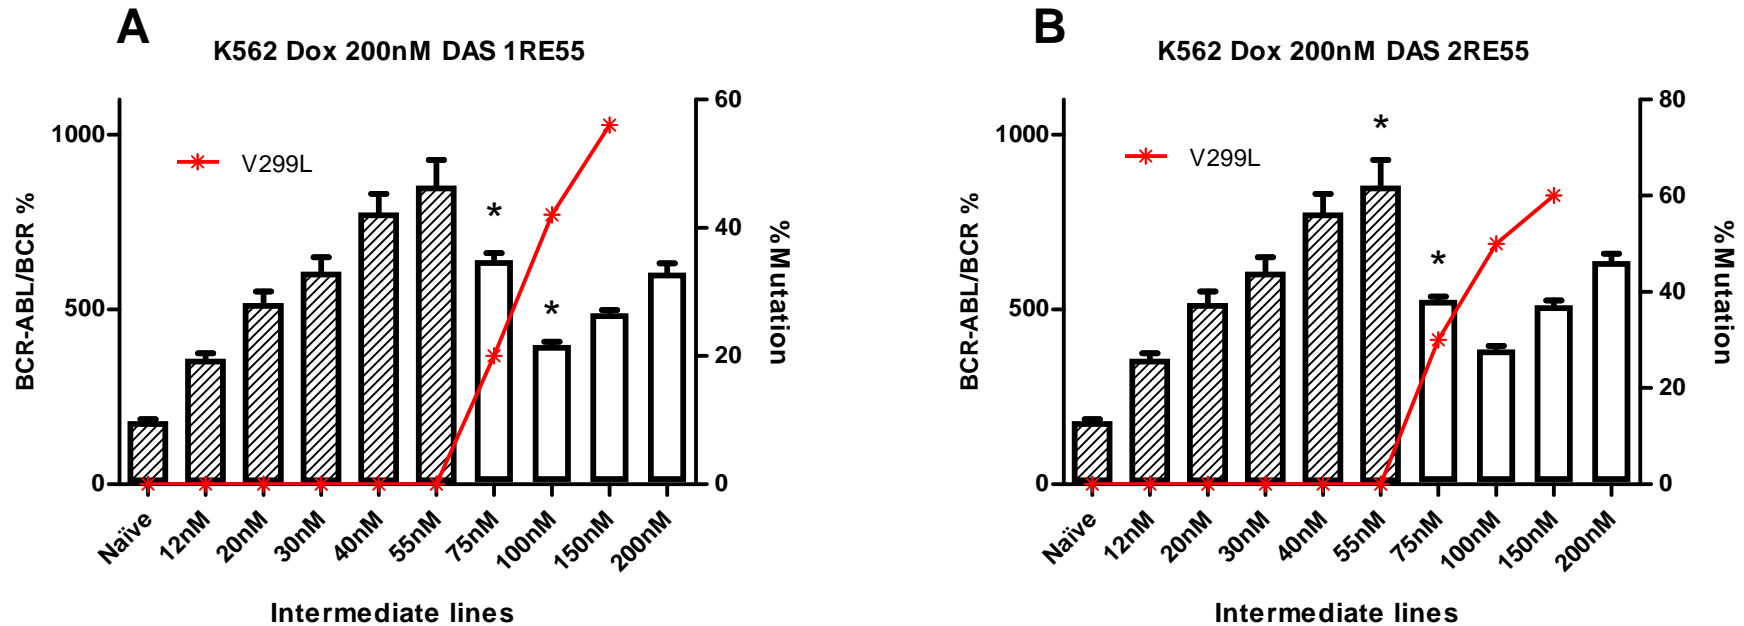 A
K562 Dox 200nM DAS 1RE55
BCR-ABL/BCR %
1000
500
0
V299L
*
*
60
40
20
0
%Mutation
Naïve
12nM
20nM
30nM
40nM
55nM
75nM
100nM
150nM
200nM
Intermediate lines
B
K562 Dox 200nM DAS 2RE55
BCR-ABL/BCR %
1000
500
0
V299L
*
*
80
60
40
20
0
%Mutation
Naïve
12nM
20nM
30nM
40nM
55nM
75nM
100nM
150nM
200nM
Intermediate lines